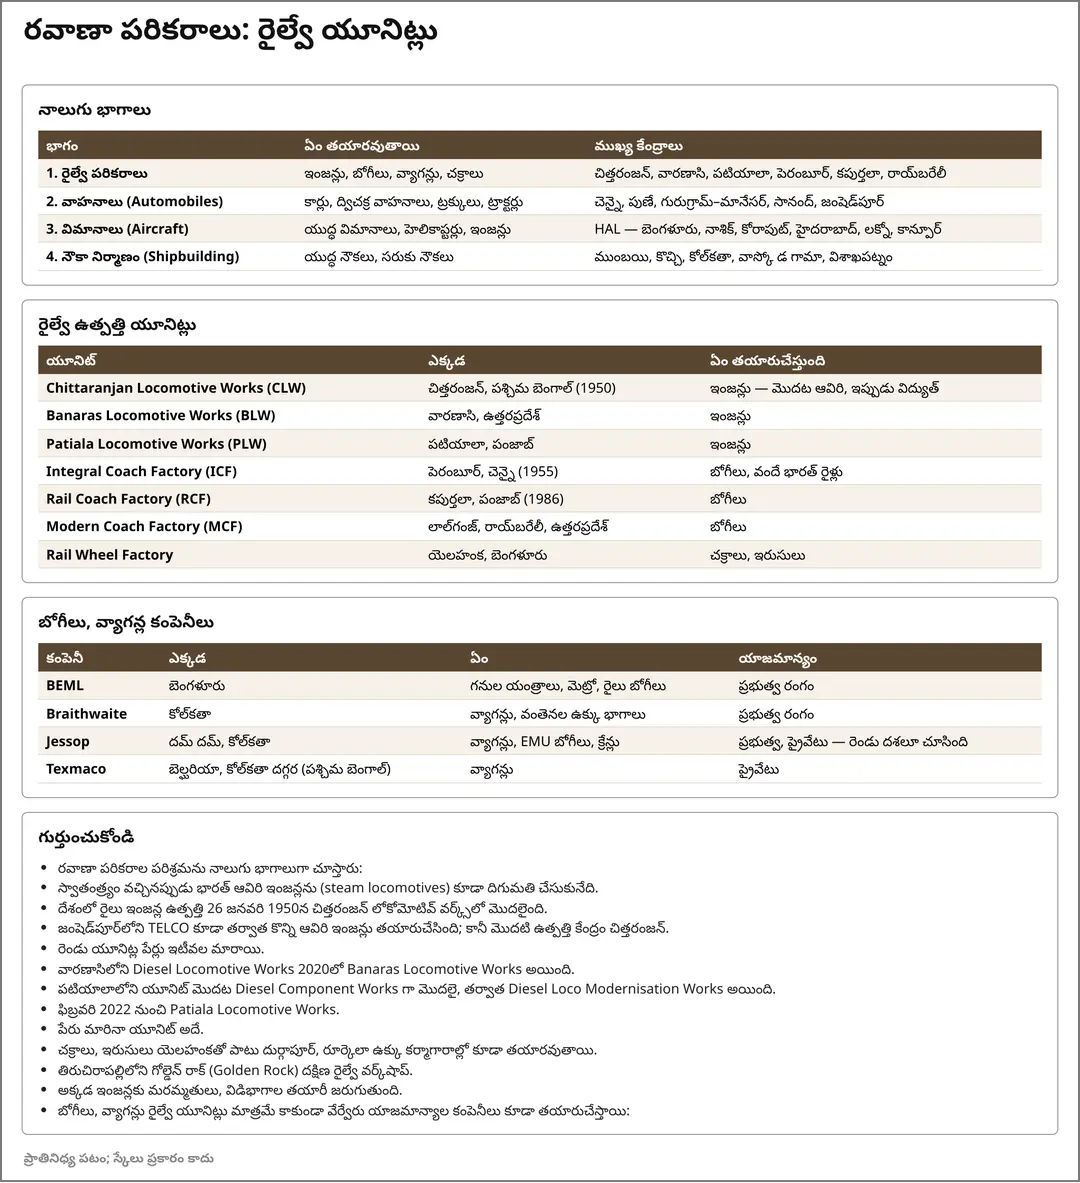 రవాణా పరికరాలు: రైల్వే యూనిట్లు
నాలుగు భాగాలు
భాగం ఏం తయారవుతాయి ముఖ్య కేంద్రాలు
1. రైల్వే పరికరాలు ఇంజన్లు, బోగీలు, వ్యాగన్లు, చక్రాలు చిత్తరంజన్, వారణాసి, పటియాలా, పెరంబూర్, కపుర్తలా, రాయ్‌బరేలీ
2. వాహనాలు (Automobiles) కార్లు, ద్విచక్ర వాహనాలు, ట్రక్కులు, ట్రాక్టర్లు చెన్నై, పుణే, గురుగ్రామ్–మానేసర్, సానంద్, జంషెడ్‌పూర్
3. విమానాలు (Aircraft) యుద్ధ విమానాలు, హెలికాప్టర్లు, ఇంజన్లు HAL — బెంగళూరు, నాశిక్, కోరాపుట్, హైదరాబాద్, లక్నో, కాన్పూర్
4. నౌకా నిర్మాణం (Shipbuilding) యుద్ధ నౌకలు, సరుకు నౌకలు ముంబయి, కొచ్చి, కోల్‌కతా, వాస్కో డ గామా, విశాఖపట్నం
రైల్వే ఉత్పత్తి యూనిట్లు
యూనిట్ ఎక్కడ ఏం తయారుచేస్తుంది
Chittaranjan Locomotive Works (CLW) చిత్తరంజన్, పశ్చిమ బెంగాల్ (1950) ఇంజన్లు — మొదట ఆవిరి, ఇప్పుడు విద్యుత్
Banaras Locomotive Works (BLW) వారణాసి, ఉత్తరప్రదేశ్ ఇంజన్లు
Patiala Locomotive Works (PLW) పటియాలా, పంజాబ్ ఇంజన్లు
Integral Coach Factory (ICF) పెరంబూర్, చెన్నై (1955) బోగీలు, వందే భారత్ రైళ్లు
Rail Coach Factory (RCF) కపుర్తలా, పంజాబ్ (1986) బోగీలు
Modern Coach Factory (MCF) లాల్‌గంజ్, రాయ్‌బరేలీ, ఉత్తరప్రదేశ్ బోగీలు
Rail Wheel Factory యెలహంక, బెంగళూరు చక్రాలు, ఇరుసులు
బోగీలు, వ్యాగన్ల కంపెనీలు
కంపెనీ ఎక్కడ ఏం యాజమాన్యం
BEML బెంగళూరు గనుల యంత్రాలు, మెట్రో, రైలు బోగీలు ప్రభుత్వ రంగం
Braithwaite కోల్‌కతా వ్యాగన్లు, వంతెనల ఉక్కు భాగాలు ప్రభుత్వ రంగం
Jessop దమ్ దమ్, కోల్‌కతా వ్యాగన్లు, EMU బోగీలు, క్రేన్లు ప్రభుత్వ, ప్రైవేటు — రెండు దశలూ చూసింది
Texmaco బెల్ఘరియా, కోల్‌కతా దగ్గర (పశ్చిమ బెంగాల్) వ్యాగన్లు ప్రైవేటు
గుర్తుంచుకోండి
• రవాణా పరికరాల పరిశ్రమను నాలుగు భాగాలుగా చూస్తారు:
• స్వాతంత్ర్యం వచ్చినప్పుడు భారత్ ఆవిరి ఇంజన్లను (steam locomotives) కూడా దిగుమతి చేసుకునేది.
• దేశంలో రైలు ఇంజన్ల ఉత్పత్తి 26 జనవరి 1950న చిత్తరంజన్ లోకోమోటివ్ వర్క్స్‌లో మొదలైంది.
• జంషెడ్‌పూర్‌లోని TELCO కూడా తర్వాత కొన్ని ఆవిరి ఇంజన్లు తయారుచేసింది; కానీ మొదటి ఉత్పత్తి కేంద్రం చిత్తరంజన్.
• రెండు యూనిట్ల పేర్లు ఇటీవల మారాయి.
• వారణాసిలోని Diesel Locomotive Works 2020లో Banaras Locomotive Works అయింది.
• పటియాలాలోని యూనిట్ మొదట Diesel Component Works గా మొదలై, తర్వాత Diesel Loco Modernisation Works అయింది.
• ఫిబ్రవరి 2022 నుంచి Patiala Locomotive Works.
• పేరు మారినా యూనిట్ అదే.
• చక్రాలు, ఇరుసులు యెలహంకతో పాటు దుర్గాపూర్, రూర్కెలా ఉక్కు కర్మాగారాల్లో కూడా తయారవుతాయి.
• తిరుచిరాపల్లిలోని గోల్డెన్ రాక్ (Golden Rock) దక్షిణ రైల్వే వర్క్‌షాప్.
• అక్కడ ఇంజన్లకు మరమ్మతులు, విడిభాగాల తయారీ జరుగుతుంది.
• బోగీలు, వ్యాగన్లు రైల్వే యూనిట్లు మాత్రమే కాకుండా వేర్వేరు యాజమాన్యాల కంపెనీలు కూడా తయారుచేస్తాయి:
ప్రాతినిధ్య పటం; స్కేలు ప్రకారం కాదు